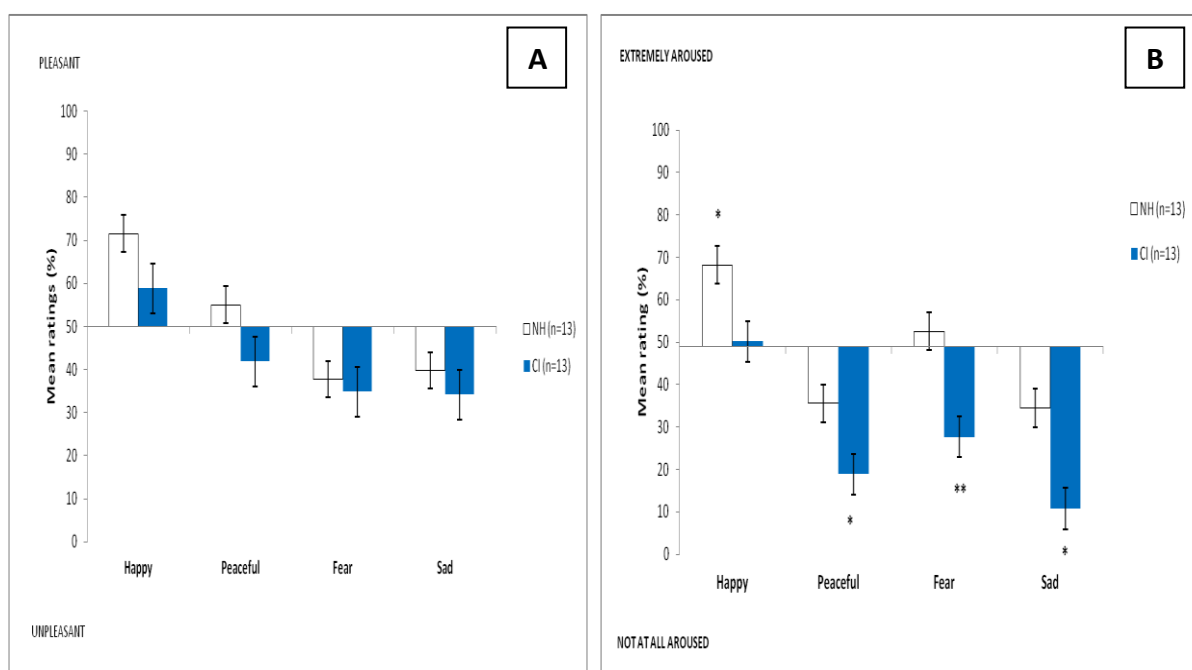 A
PLEASANT
100
90
80
70
60
50
40
30
20
10
0
Mean ratings (%)
NH (n=13)
CI (n=13)
Happy Peaceful Fear Sad
UNPLEASANT
B
EXTREMELY AROUSED
100
90
80
70
60
50
40
30
20
10
0
Mean rating (%)
*
*
**
*
NH (n=13)
CI (n=13)
Happy Peaceful Fear Sad
NOT AT ALL AROUSED